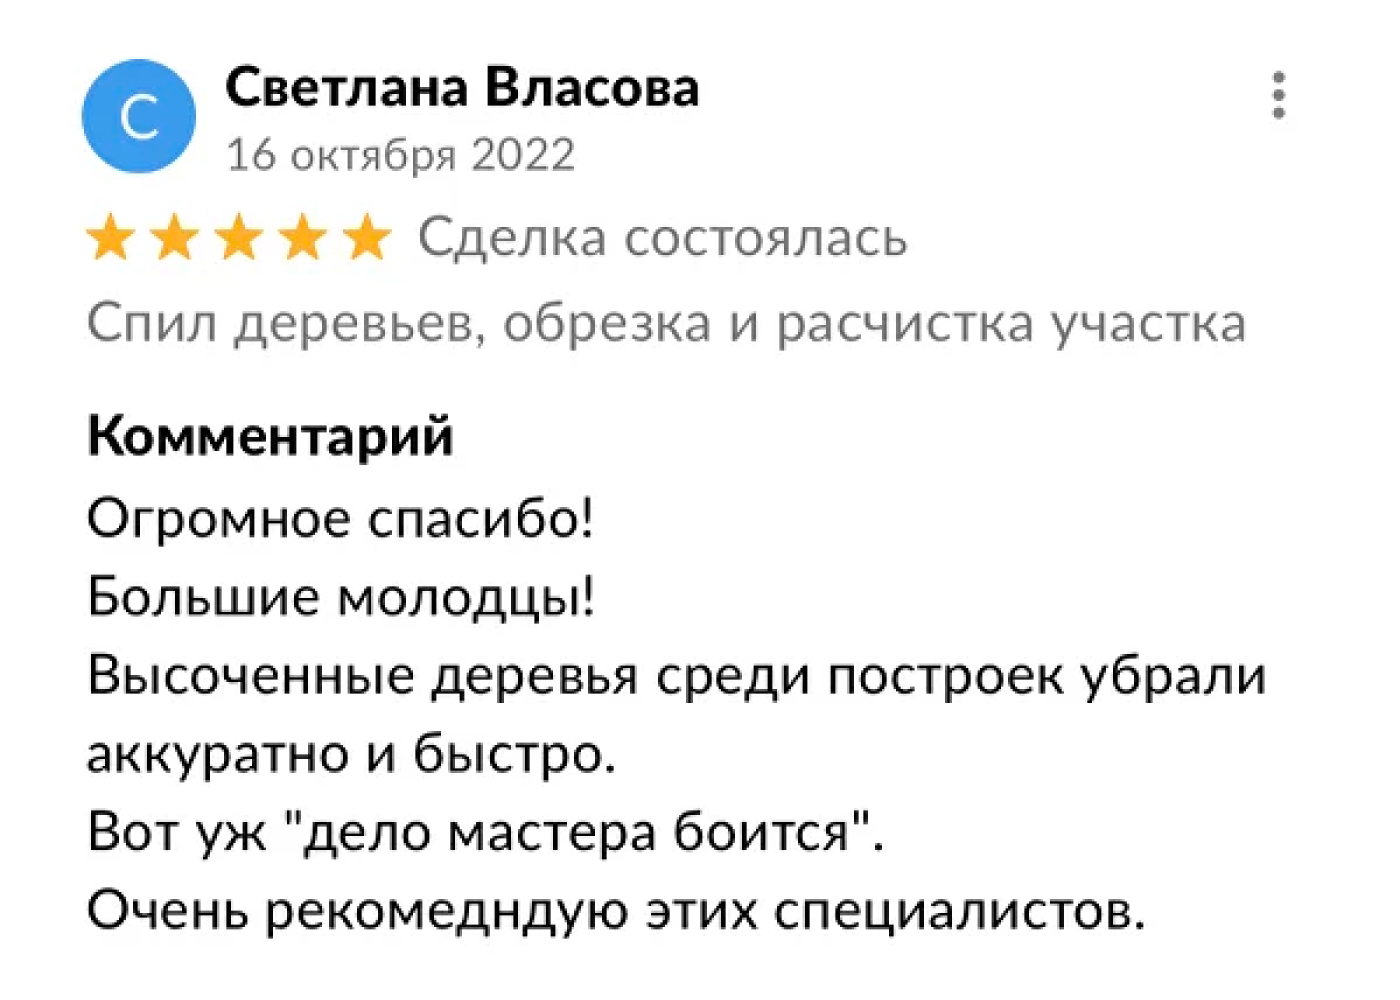 С
Светлана Власова
16 октября 2022
Сделка состоялась
Спил деревьев, обрезка и расчистка участка
Комментарий
Огромное спасибо!
Большие молодцы!
Высоченные деревья среди построек убрали
аккуратно и быстро.
Вот уж "дело мастера боится".
Очень рекомедндую этих специалистов.